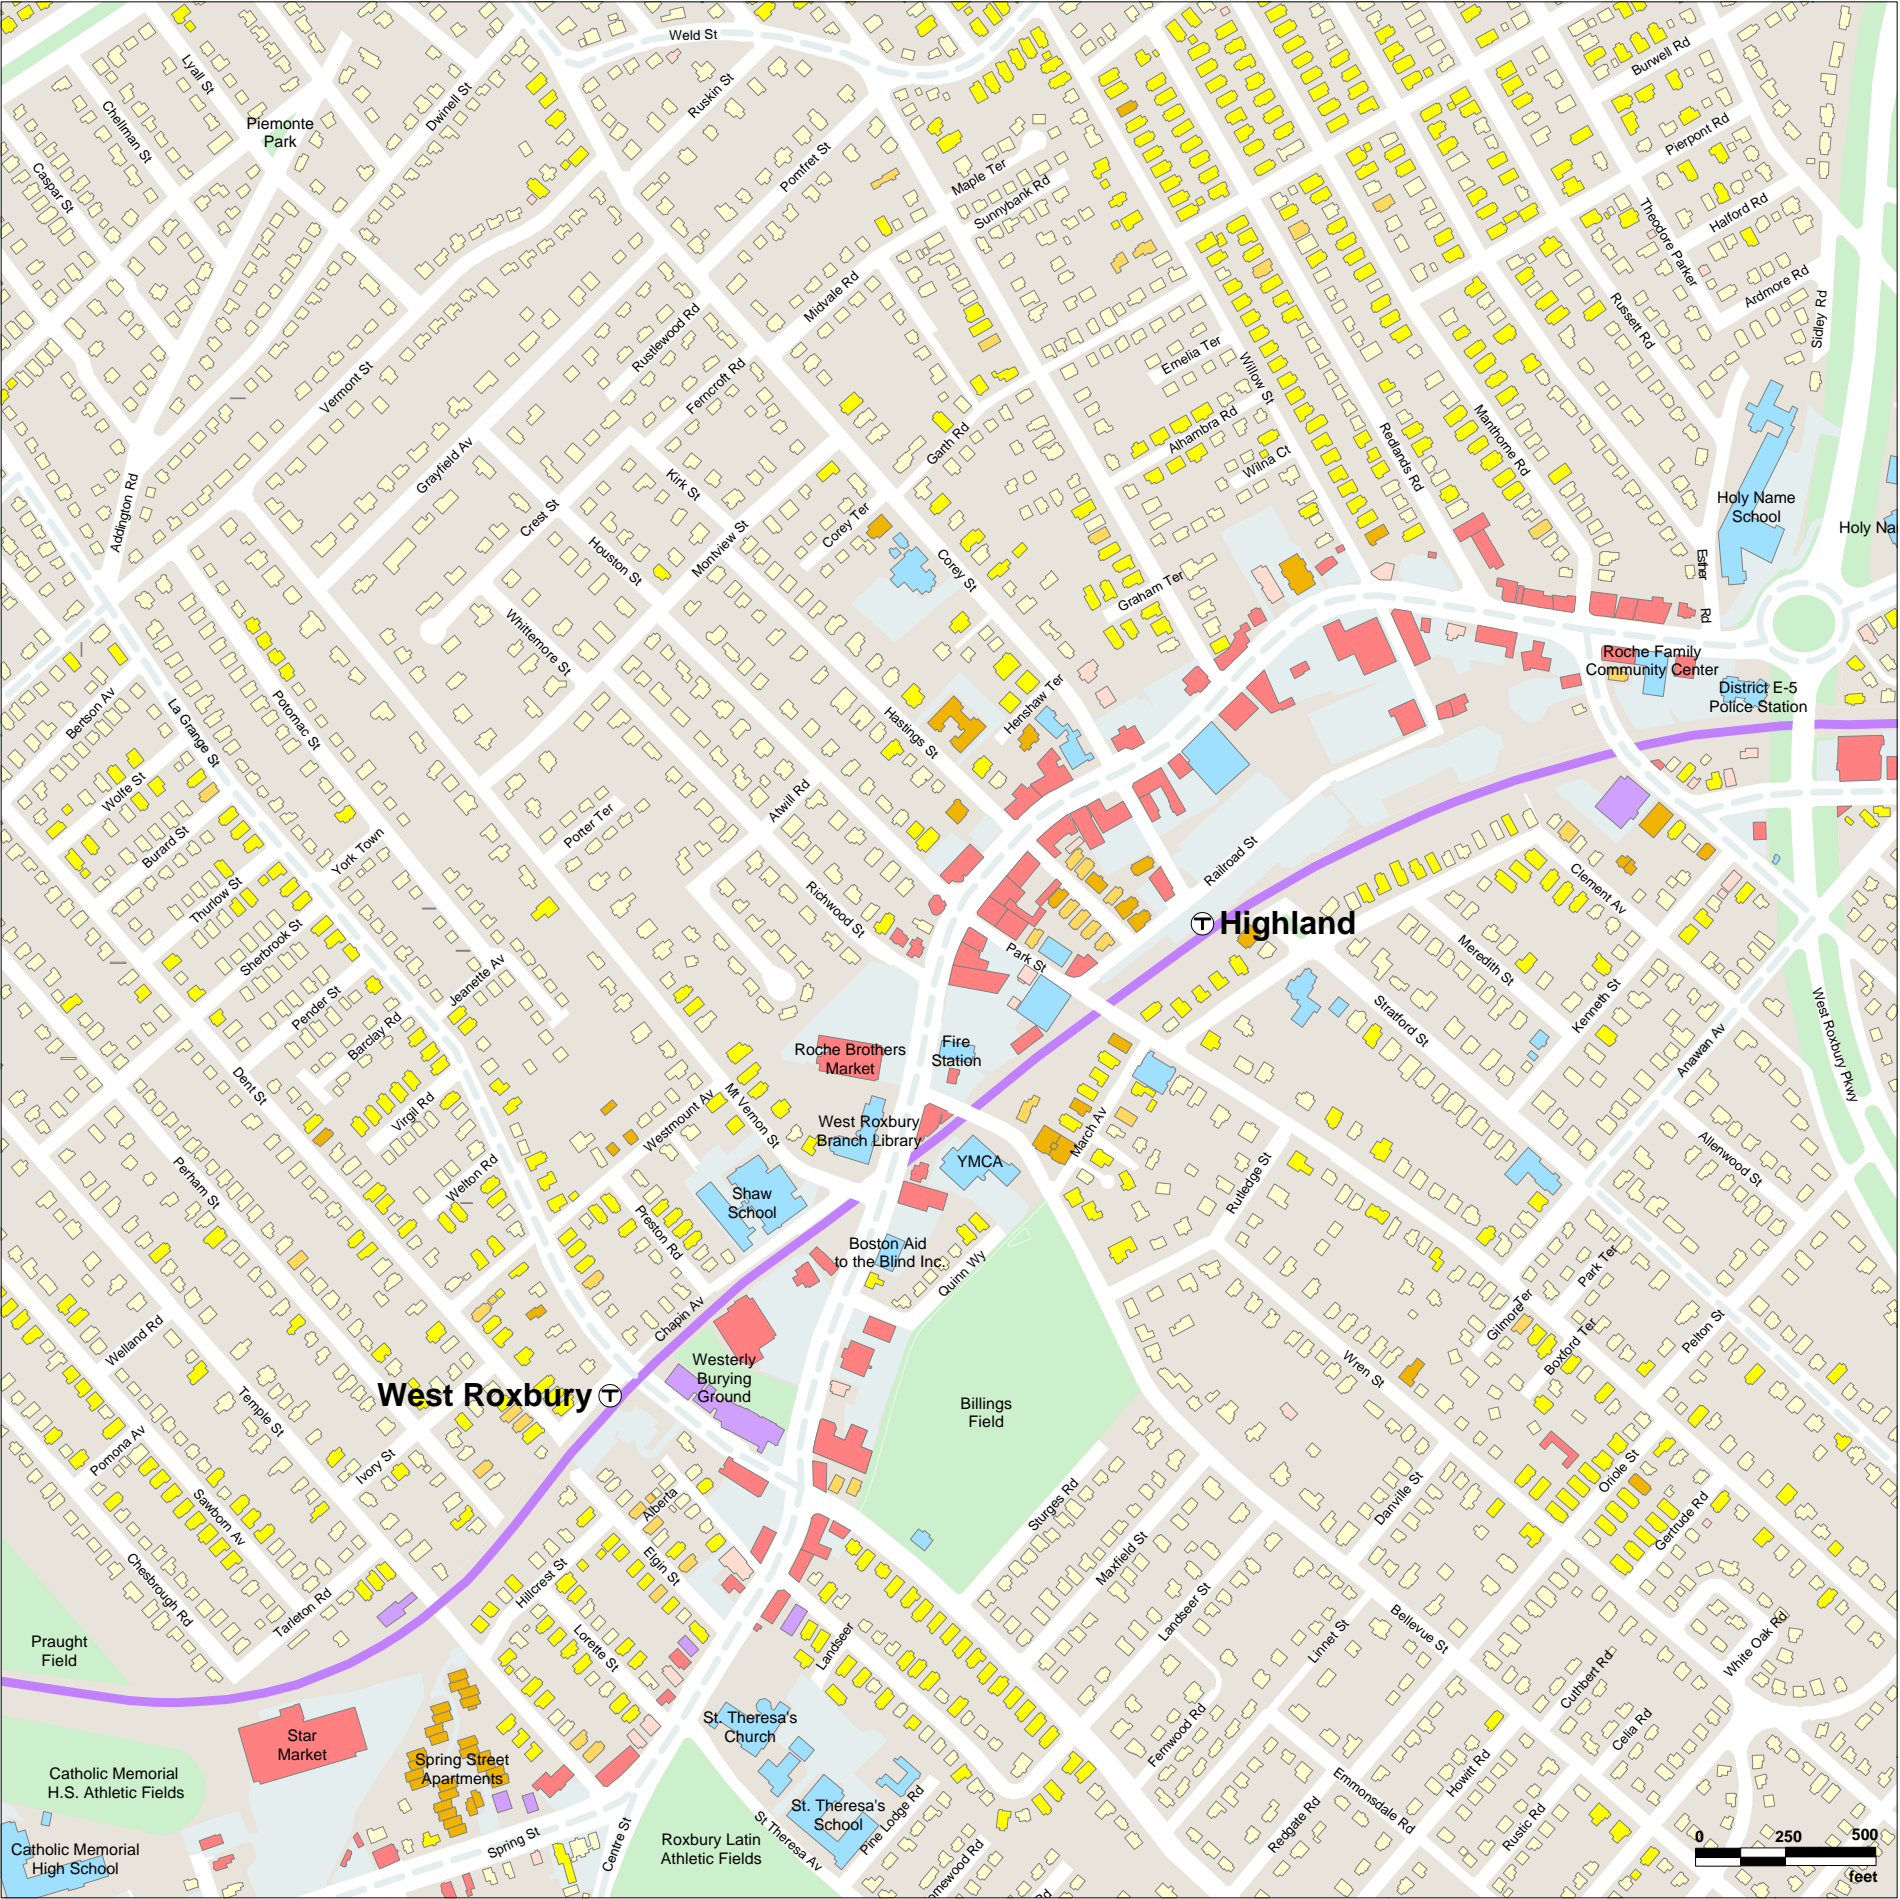 Weld St
Lyall St
Ruskin St
Burwell Rd
Chellman St
Dwinell St
Piemonte
Park
Pierpont Rd
Pomfret St
Maple Ter
Caspar St
Sunnybank Rd
Halford Rd
Theodore Parker
Ardmore Rd
Midvale Rd
Sidley Rd
Russett Rd
Rustlewood Rd
Emelia Ter
Willow St
Vermont St
Ferncroft Rd
Alhambra Rd
Manthorne Rd
Garth Rd
Redlands Rd
Grayfield Av
Wilna Ct
Kirk St
Holy Name
School
Addington Rd
Crest St
Corey Ter
Holy Na
Montview St
Houston St
Corey St
Esther Rd
Graham Ter
Whittemore St
Roche Family
Community Center
District E-5
Police Station
Bertson Av
La Grange St
Potomac St
Henshaw Ter
Hastings St
Wolfe St
Porter Ter
Atwill Rd
Burard St
York Town
Railroad St
Clement Av
Thurlow St
Richwood St
Highland
Sherbrook St
Park St
Meredith St
Jeanette Av
Pender St
Kenneth St
Stratford St
Barclay Rd
West Roxbury Pkwy
Anawan Av
Roche Brothers
Market
Fire
Station
Dent St
Virgil Rd
Westmount Av
Mt Vernon St
West Roxbury
Branch Library
March Av
YMCA
Allenwood St
Perham St
Welton Rd
Shaw
School
Rutledge St
Preston Rd
Boston Aid
to the Blind Inc.
Quinn Wy
Park Ter
Gilmore Ter
Chapin Av
Welland Rd
Boxford Ter
Pelton St
Westerly
Burying
Ground
Wren St
West Roxbury
Billings
Field
Temple St
Pomona Av
Ivory St
Oriole St
Danville St
Sturges Rd
Sawborn Av
Alberta
Gertrude Rd
Elgin St
Maxfield St
Chesbrough Rd
Hillcrest St
Tarleton Rd
Landseer St
Bellevue St
Linnet St
White Oak Rd
Praught
Field
Lorette St
Landseer
Cuthbert Rd
St. Theresa's
Church
Fernwood Rd
Celia Rd
Star
Market
Spring Street
Apartments
Howitt Rd
Catholic Memorial
H.S. Athletic Fields
Emmonsdale Rd
St. Theresa's
School
Pine Lodge Rd
Redgate Rd
Rustic Rd
Catholic Memorial
High School
Spring St
Centre St
Roxbury Latin
Athletic Fields
St Theresa Av
mewood Rd
Rd
0 250 500
feet
T
T